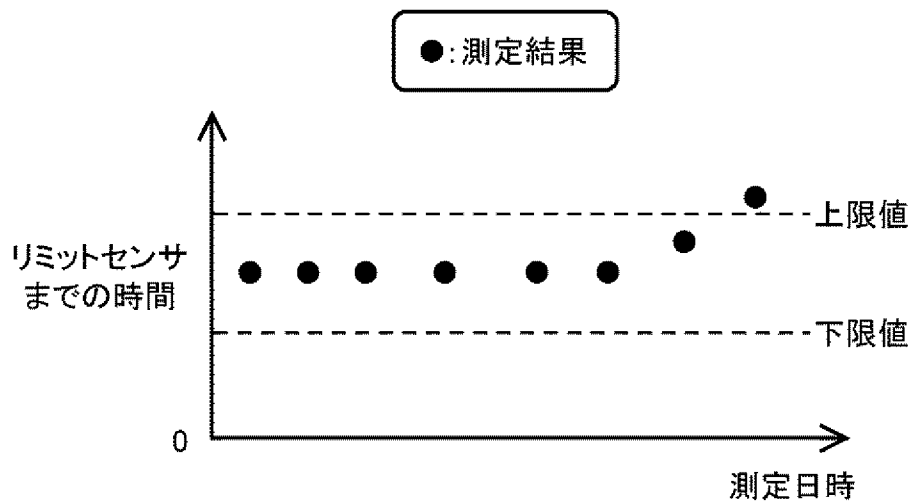 ●:測定結果
上限値
リミットセンサ
までの時間
下限値
0
測定日時